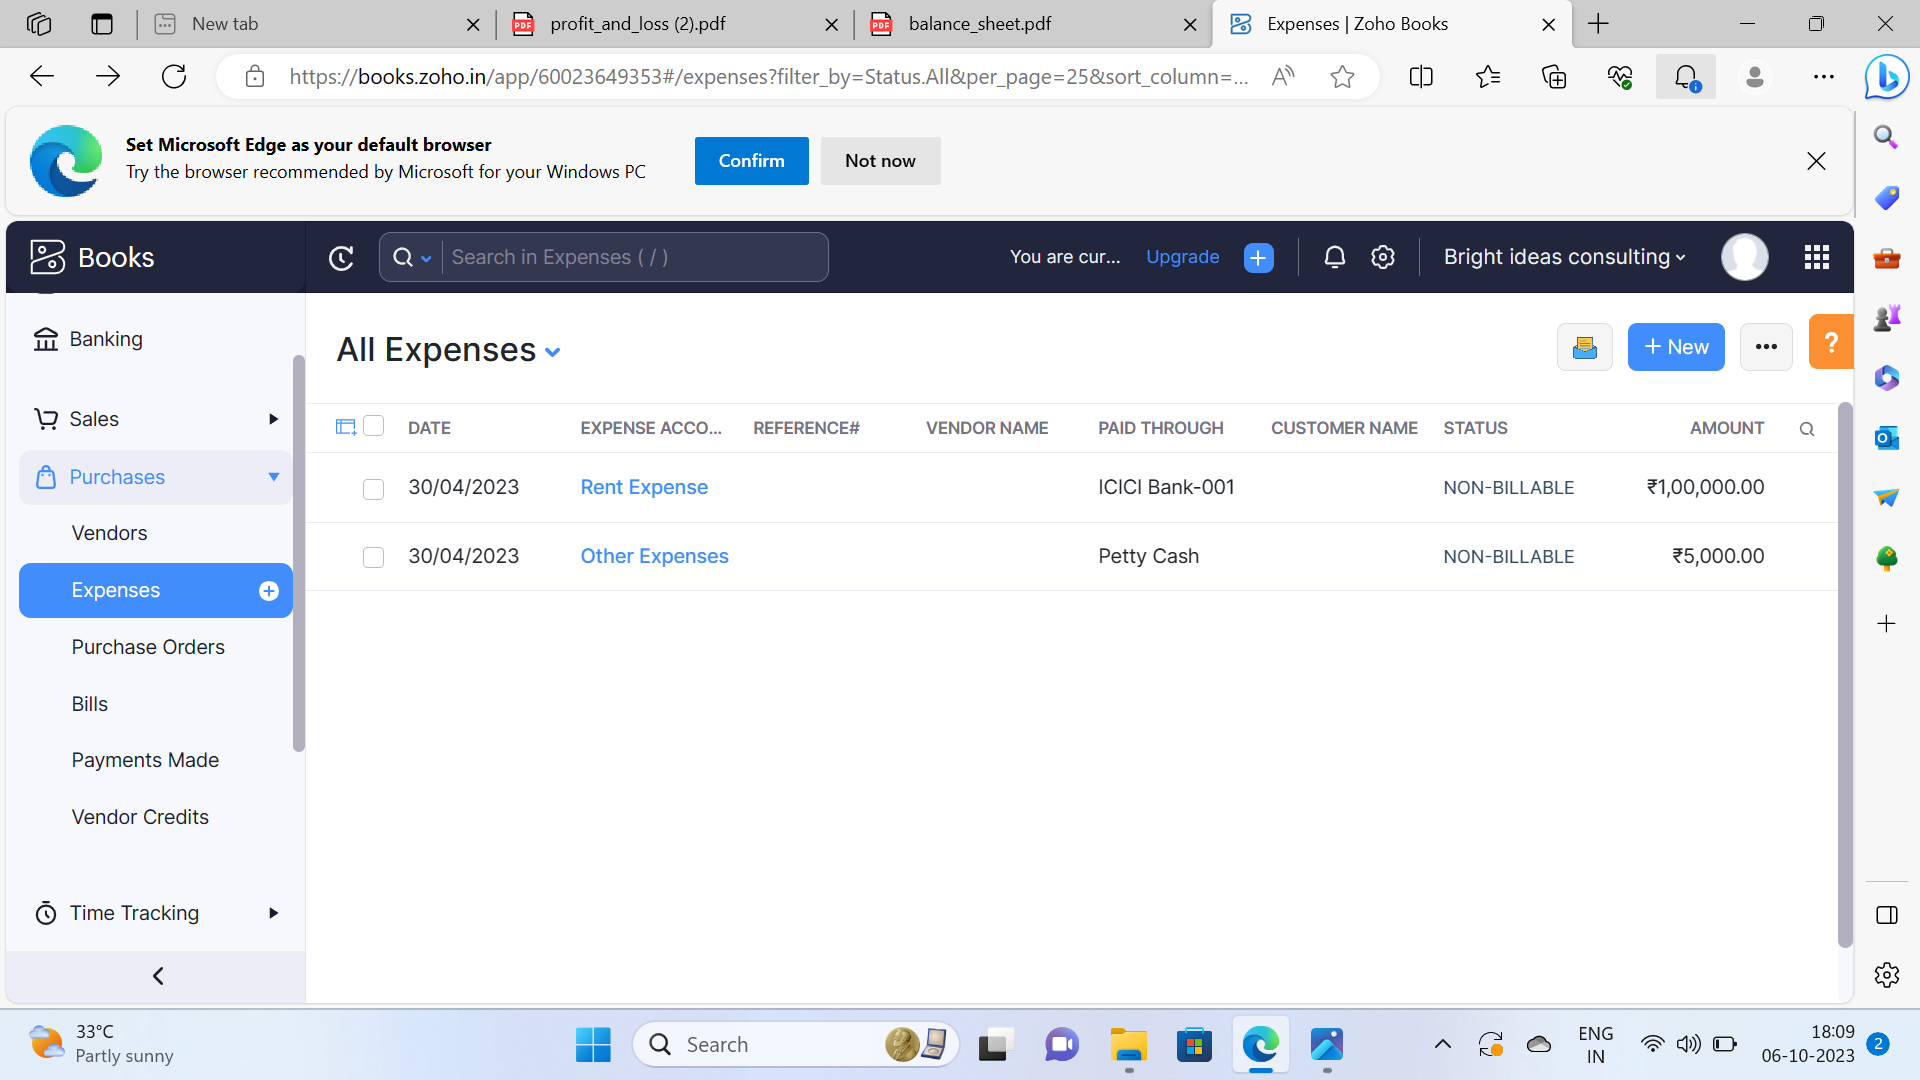 New tab
profit_and_loss (2).pdf
balance_sheet.pdf
Expenses | Zoho Books
https://books.zoho.in/app/60023649353#/expenses?filter_by=Status.All&per_page=25&sort_column=...
Set Microsoft Edge as your default browser
Try the browser recommended by Microsoft for your Windows PC
Confirm
Not now
Books
Search in Expenses ( / )
You are cur...
Upgrade
Bright ideas consulting
Banking
Sales
Purchases
Vendors
Expenses
Purchase Orders
Bills
Payments Made
Vendor Credits
Time Tracking
All Expenses
+ New
?
DATE EXPENSE ACCO... REFERENCE# VENDOR NAME PAID THROUGH CUSTOMER NAME STATUS AMOUNT
30/04/2023 Rent Expense ICICI Bank-001 NON-BILLABLE ₹1,00,000.00
30/04/2023 Other Expenses Petty Cash NON-BILLABLE ₹5,000.00
33°C
Partly sunny
Search
ENG
IN
18:09
06-10-2023
2